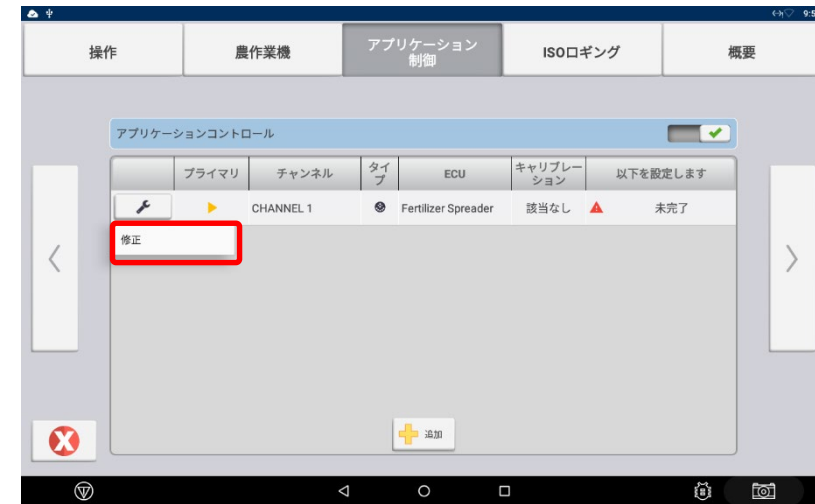 9:5
操作
農作業機
アプリケーション
制御
ISOロギング
概要
アプリケーションコントロール
プライマリ
チャンネル
タイ
プ
ECU
キャリブレー
ション
以下を設定します
CHANNEL 1
Fertilizer Spreader
該当なし
未完了
修正
追加